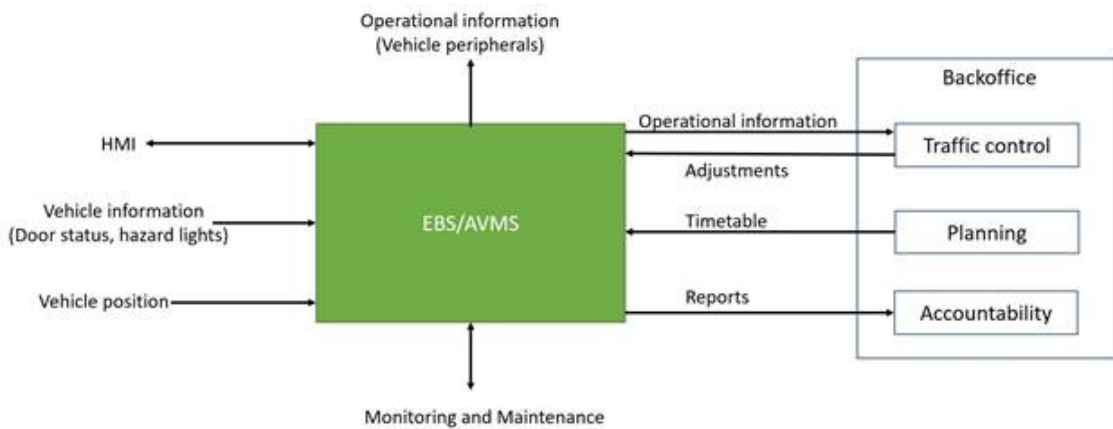 Operational information
(Vehicle peripherals)
Backoffice
Operational information
HMI
Traffic control
Adjustments
Vehicle information
(Door status, hazard lights)
EBS/AVMS
Timetable
Planning
Vehicle position
Reports
Accountability
Monitoring and Maintenance